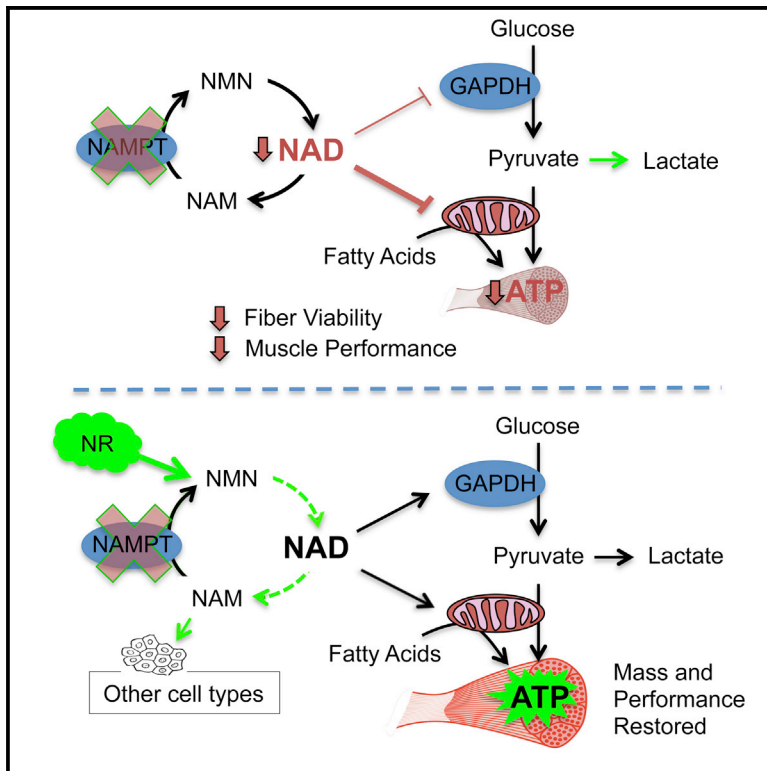 Glucose
NMN
GAPDH
NAMPT
NAD
Pyruvate
Lactate
NAM
Fatty Acids
ATP
Fiber Viability
Muscle Performance
NR
Glucose
NMN
GAPDH
NAMPT
NAD
Pyruvate
Lactate
NAM
Fatty Acids
Other cell types
ATP
Mass and
Performance
Restored